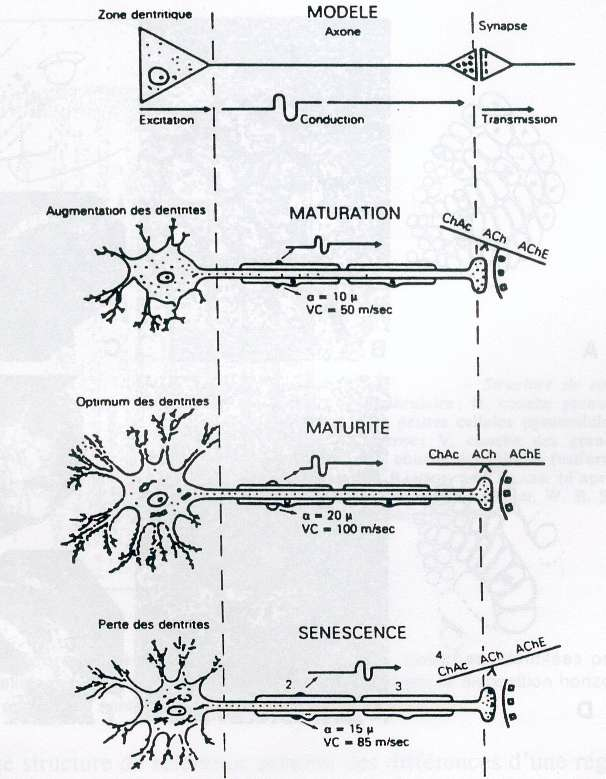 Zone dentritique
MODELE
Axone
Synapse
Excitation
Conduction
Transmission
Augmentation des dentrites
MATURATION
ChAc ACh AChE
α = 10 μ
VC = 50 m/sec
Optimum des dentrites
MATURITE
ChAc ACh AChE
α = 20 μ
VC = 100 m/sec
Perte des dentrites
SENESCENCE
4
ChAc ACh AChE
2
3
α = 15 μ
VC = 85 m/sec
A
B
C
D